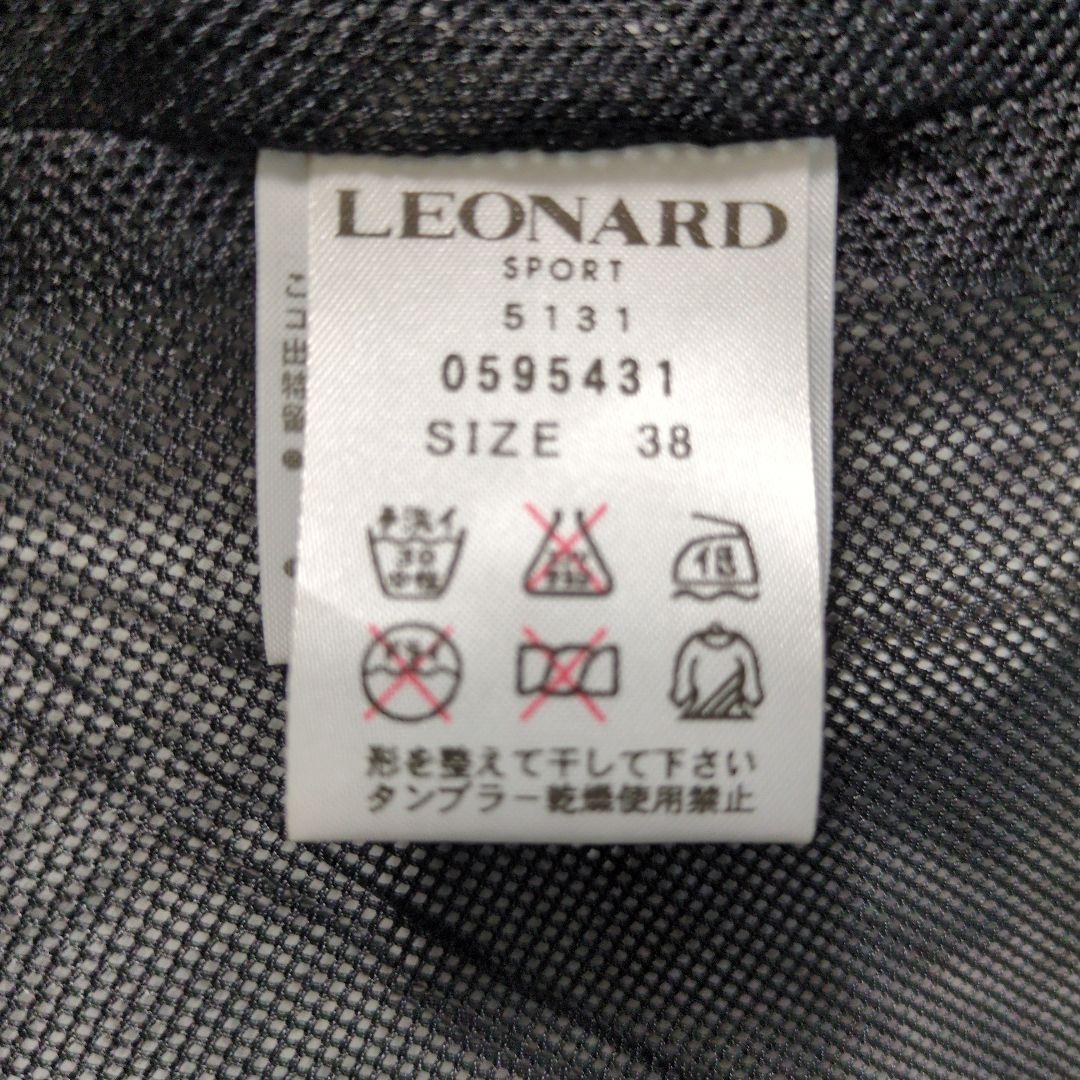 LEONARD
SPORT
5131
0595431
SIZE 38
手洗イ
30
中性
形を整えて干して下さい
タンブラー乾燥使用禁止